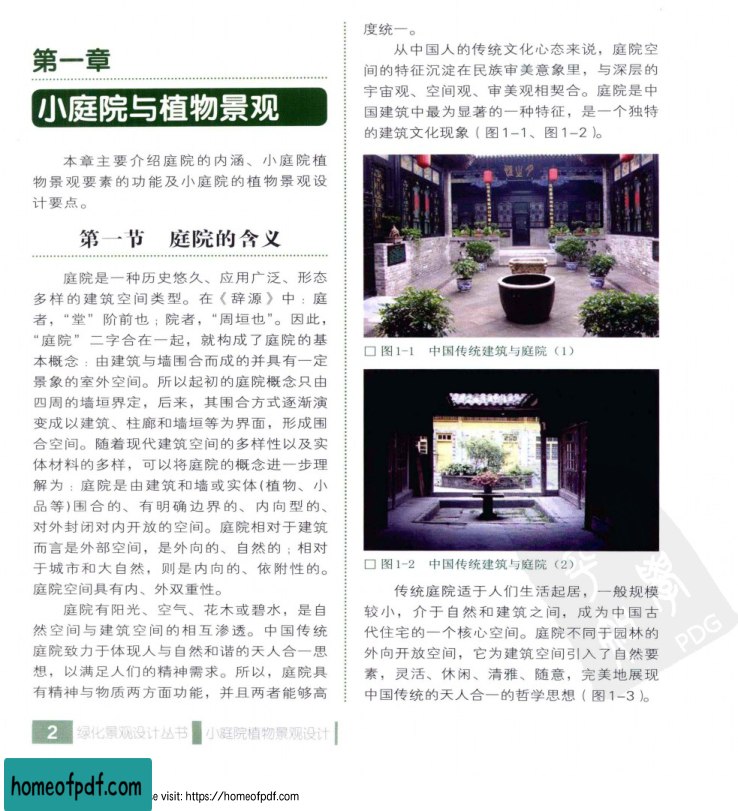 第一章
小庭院与植物景观
本章主要介绍庭院的内涵、小庭院植
物景观要素的功能及小庭院的植物景观设
计要点。
第一节 庭院的含义
庭院是一种历史悠久、应用广泛、形态
多样的建筑空间类型。在《辞源》中：庭
者，“堂”阶前也；院者，“周垣也”。因此，
“庭院”二字合在一起，就构成了庭院的基
本概念：由建筑与墙围合而成的并具有一定
景象的室外空间。所以起初的庭院概念只由
四周的墙垣界定，后来，其围合方式逐渐演
变成以建筑、柱廊和墙垣等为界面，形成围
合空间。随着现代建筑空间的多样性以及实
体材料的多样，可以将庭院的概念进一步理
解为：庭院是由建筑和墙或实体(植物、小
品等)围合的、有明确边界的、内向型的、
对外封闭对内开放的空间。庭院相对于建筑
而言是外部空间，是外向的、自然的；相对
于城市和大自然，则是内向的、依附性的。
庭院空间具有内、外双重性。
庭院有阳光、空气、花木或碧水，是自
然空间与建筑空间的相互渗透。中国传统
庭院致力于体现人与自然和谐的天人合一思
想，以满足人们的精神需求。所以，庭院具
有精神与物质两方面功能，并且两者能够高
度统一。
从中国人的传统文化心态来说，庭院空
间的特征沉淀在民族审美意象里，与深层的
宇宙观、空间观、审美观相契合。庭院是中
国建筑中最为显著的一种特征，是一个独特
的建筑文化现象（图1-1、图1-2）。
□ 图1-1 中国传统建筑与庭院（1）
□ 图1-2 中国传统建筑与庭院（2）
传统庭院适于人们生活起居，一般规模
较小，介于自然和建筑之间，成为中国古
代住宅的一个核心空间。庭院不同于园林的
外向开放空间，它为建筑空间引入了自然要
素，灵活、休闲、清雅、随意，完美地展现
中国传统的天人合一的哲学思想（图1-3）。
PDG
2 绿化景观设计丛书 小庭院植物景观设计
homeofpdf.com
e visit: https://homeofpdf.com